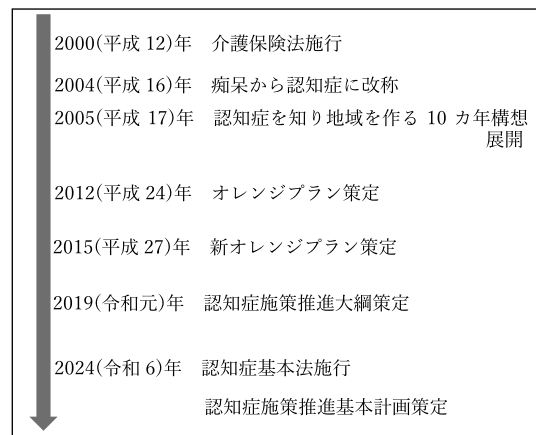 2000(平成 12)年　介護保険法施行
2004(平成 16)年　痴呆から認知症に改称
2005(平成 17)年　認知症を知り地域を作る 10 カ年構想
展開
2012(平成 24)年　オレンジプラン策定
2015(平成 27)年　新オレンジプラン策定
2019(令和元)年　認知症施策推進大綱策定
2024(令和 6)年　認知症基本法施行
認知症施策推進基本計画策定